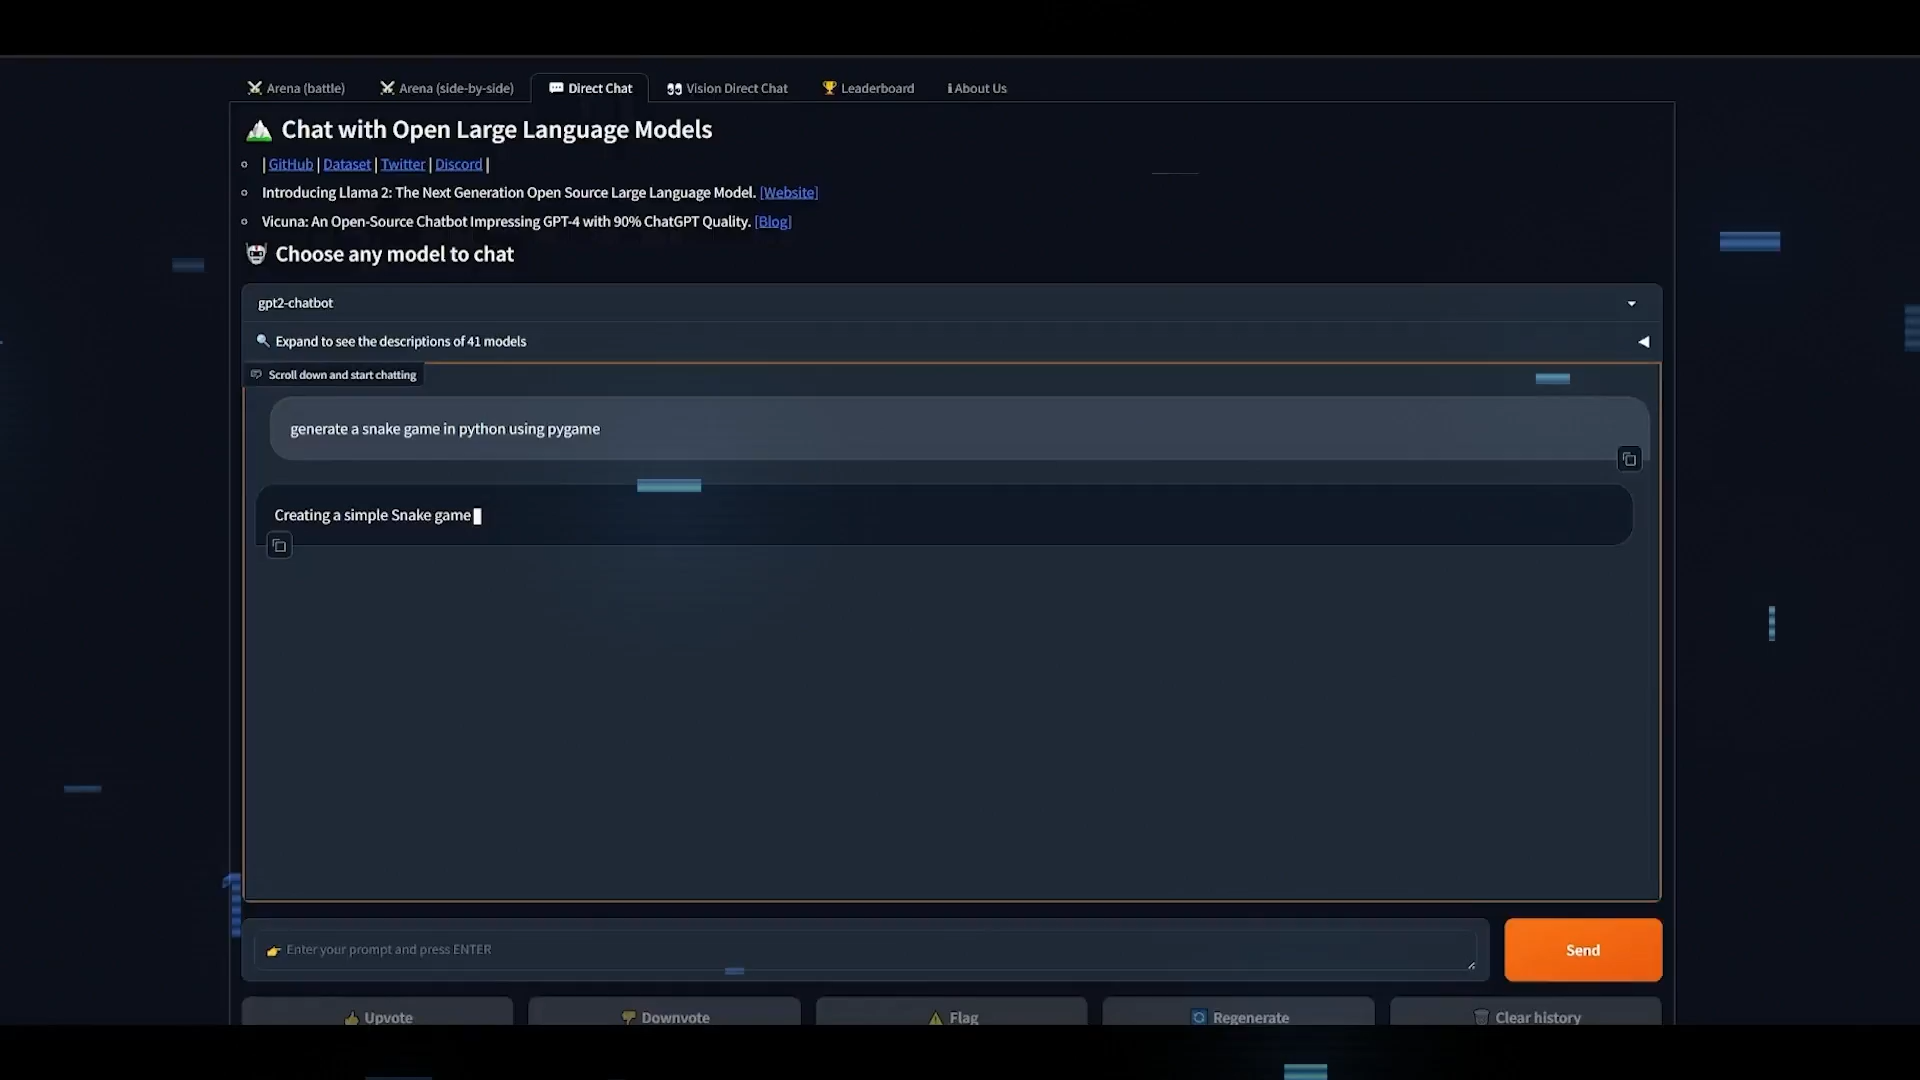 Arena (battle) Arena (side-by-side) Direct Chat Vision Direct Chat Leaderboard About Us
Chat with Open Large Language Models
| GitHub | Dataset | Twitter | Discord |
Introducing Llama 2: The Next Generation Open Source Large Language Model. [Website]
Vicuna: An Open-Source Chatbot Impressing GPT-4 with 90% ChatGPT Quality. [Blog]
Choose any model to chat
gpt2-chatbot
Expand to see the descriptions of 41 models
Scroll down and start chatting
generate a snake game in python using pygame
Creating a simple Snake game
Enter your prompt and press ENTER
Send
Upvote Downvote Flag Regenerate Clear history